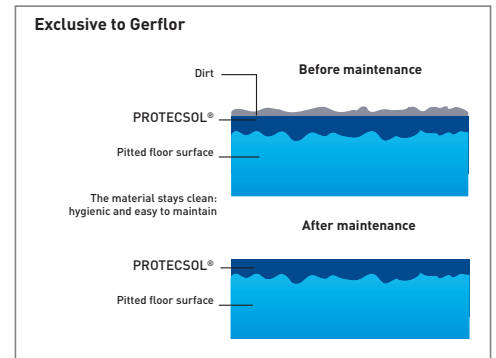 Exclusive to Gerflor
Before maintenance
Dirt
PROTECSOL®
Pitted floor surface
The material stays clean:
hygienic and easy to maintain
After maintenance
PROTECSOL®
Pitted floor surface